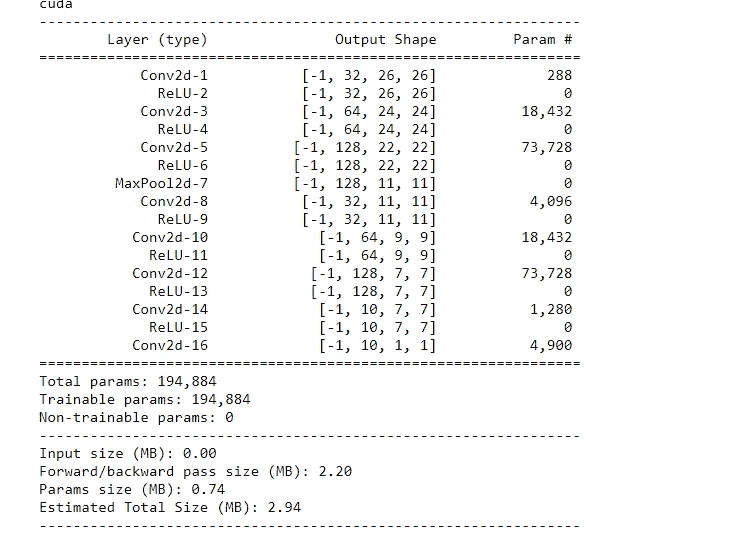 cuda
----------------------------------------------------------------
Layer (type) Output Shape Param #
================================================================
Conv2d-1 [-1, 32, 26, 26] 288
ReLU-2 [-1, 32, 26, 26] 0
Conv2d-3 [-1, 64, 24, 24] 18,432
ReLU-4 [-1, 64, 24, 24] 0
Conv2d-5 [-1, 128, 22, 22] 73,728
ReLU-6 [-1, 128, 22, 22] 0
MaxPool2d-7 [-1, 128, 11, 11] 0
Conv2d-8 [-1, 32, 11, 11] 4,096
ReLU-9 [-1, 32, 11, 11] 0
Conv2d-10 [-1, 64, 9, 9] 18,432
ReLU-11 [-1, 64, 9, 9] 0
Conv2d-12 [-1, 128, 7, 7] 73,728
ReLU-13 [-1, 128, 7, 7] 0
Conv2d-14 [-1, 10, 7, 7] 1,280
ReLU-15 [-1, 10, 7, 7] 0
Conv2d-16 [-1, 10, 1, 1] 4,900
================================================================
Total params: 194,884
Trainable params: 194,884
Non-trainable params: 0
----------------------------------------------------------------
Input size (MB): 0.00
Forward/backward pass size (MB): 2.20
Params size (MB): 0.74
Estimated Total Size (MB): 2.94
----------------------------------------------------------------